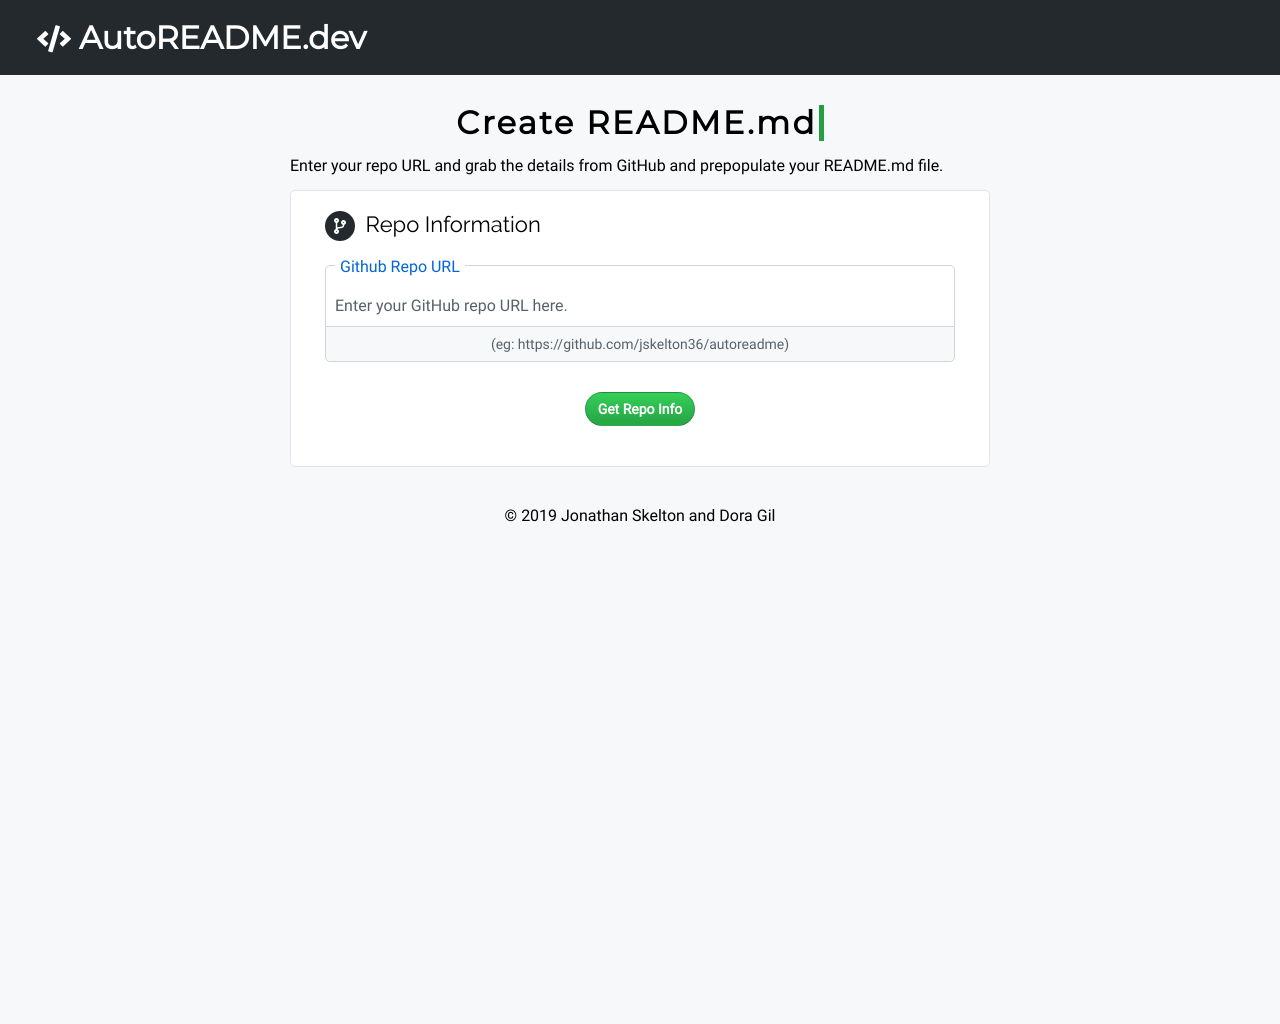 AutoREADME.dev
Create README.md
Enter your repo URL and grab the details from GitHub and prepopulate your README.md file.
Repo Information
Github Repo URL
Enter your GitHub repo URL here.
(eg: https://github.com/jskelton36/autoreadme)
Get Repo Info
© 2019 Jonathan Skelton and Dora Gil